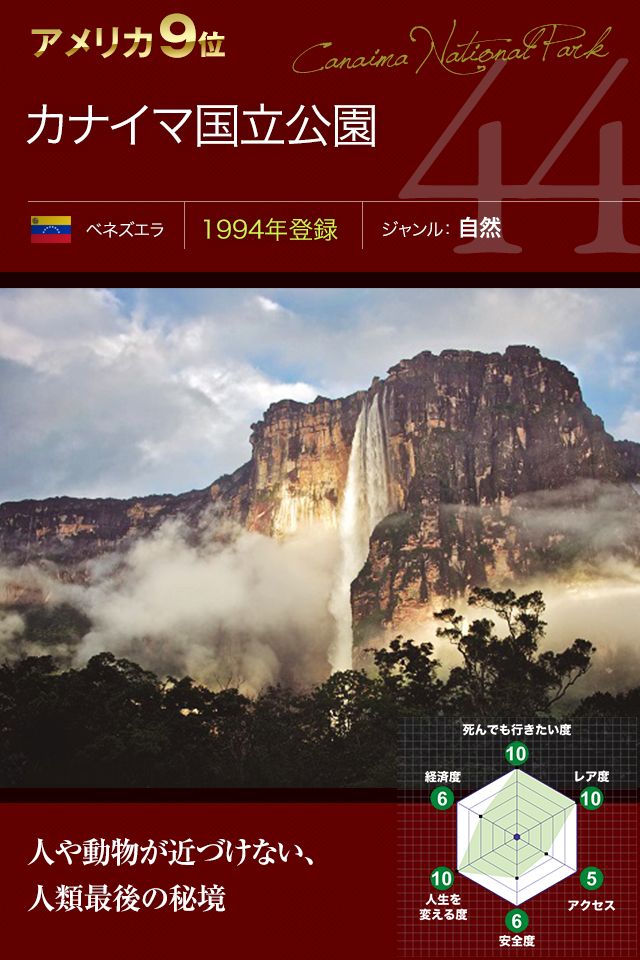 アメリカ9位
Canaima National Park
44
カナイマ国立公園
ベネズエラ
1994年登録
ジャンル：自然
死んでも行きたい度
10
経済度
6
レア度
10
10
人生を
変える度
5
アクセス
6
安全度
人や動物が近づけない、
人類最後の秘境